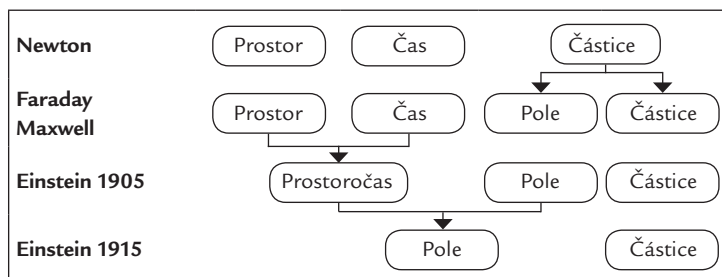 Newton Prostor Čas Částice
Faraday
Maxwell Prostor Čas Pole Částice
Einstein 1905 Prostoročas Pole Částice
Einstein 1915 Pole Částice